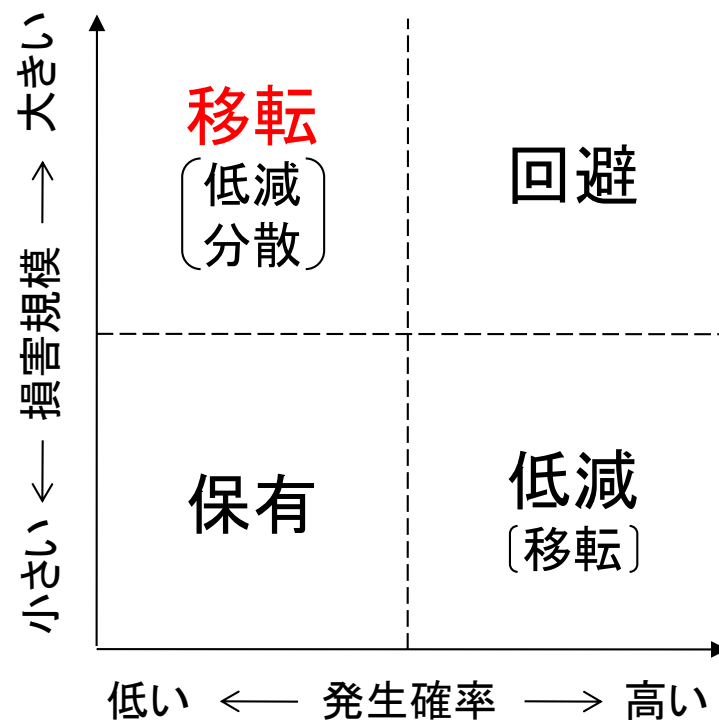 大きい
↑
損害規模
↓
小さい
移転
〔低減
分散〕
回避
保有
低減
〔移転〕
低い ← 発生確率 → 高い